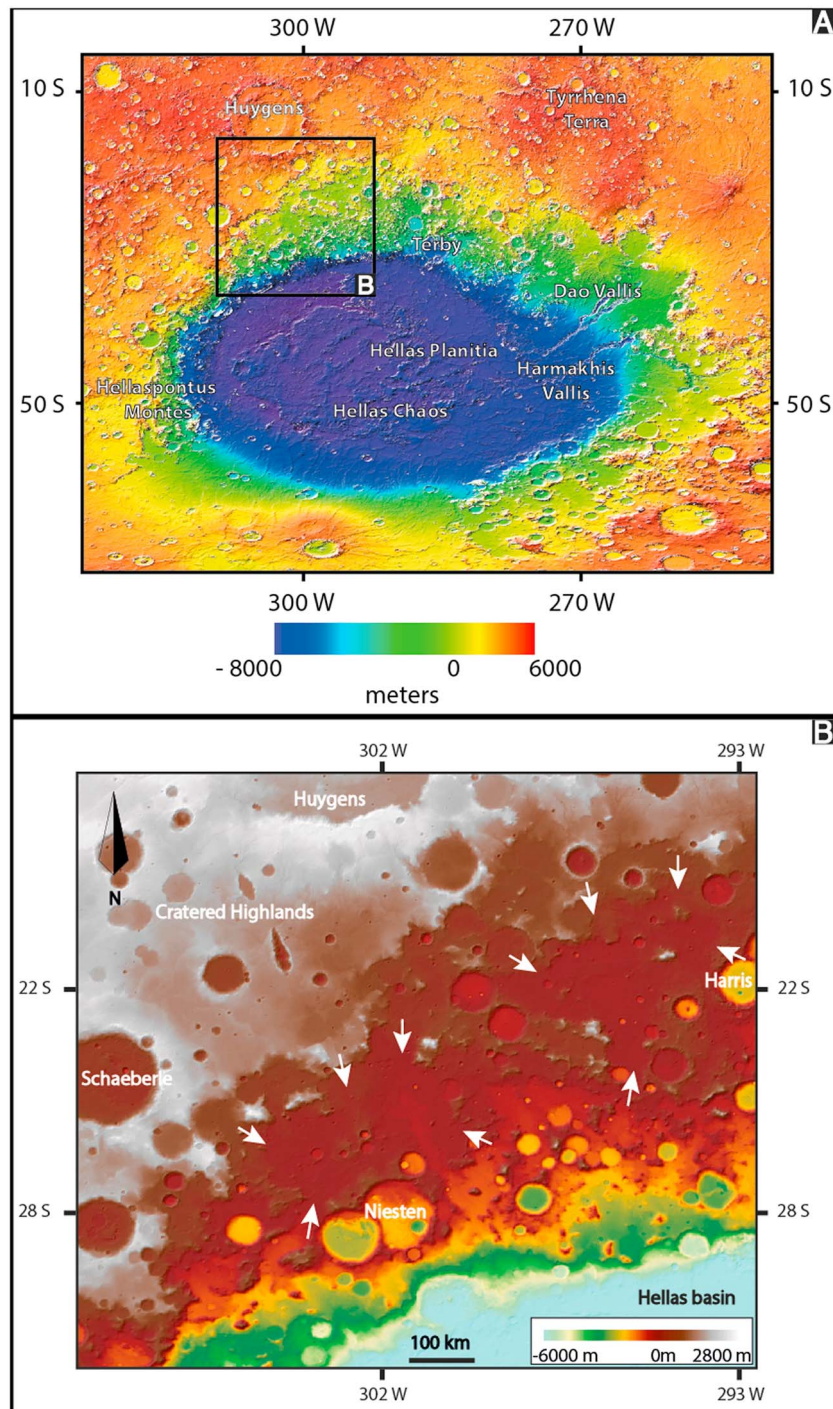 A
300 W 270 W
10 S 10 S
Huygens
Tyrrhena
Terra
Terby
B
Dao Vallis
Hellas Planitia
Harmakhis
Vallis
Hellaspontus
Montes
50 S 50 S
Hellas Chaos
300 W 270 W
- 8000 0 6000
meters
B
302 W 293 W
Huygens
N
Cratered Highlands
22 S 22 S
Harris
Schaeberle
28 S 28 S
Niesten
Hellas basin
100 km
-6000 m 0m 2800 m
302 W 293 W